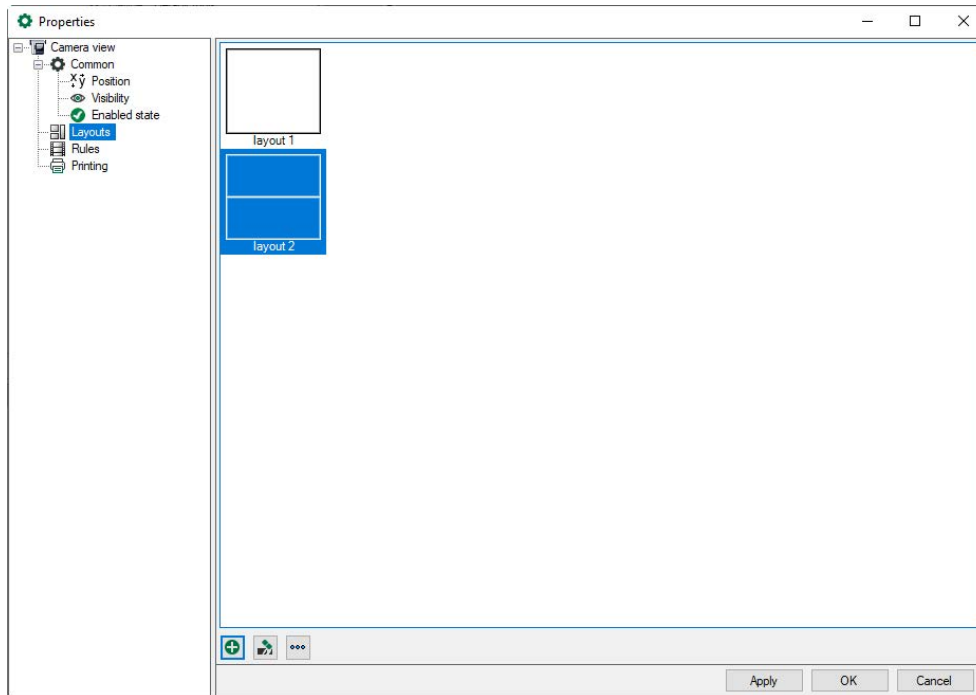 Properties
Camera view
Common
Position
Visibility
Enabled state
Layouts
Rules
Printing
layout 1
layout 2
Apply
OK
Cancel